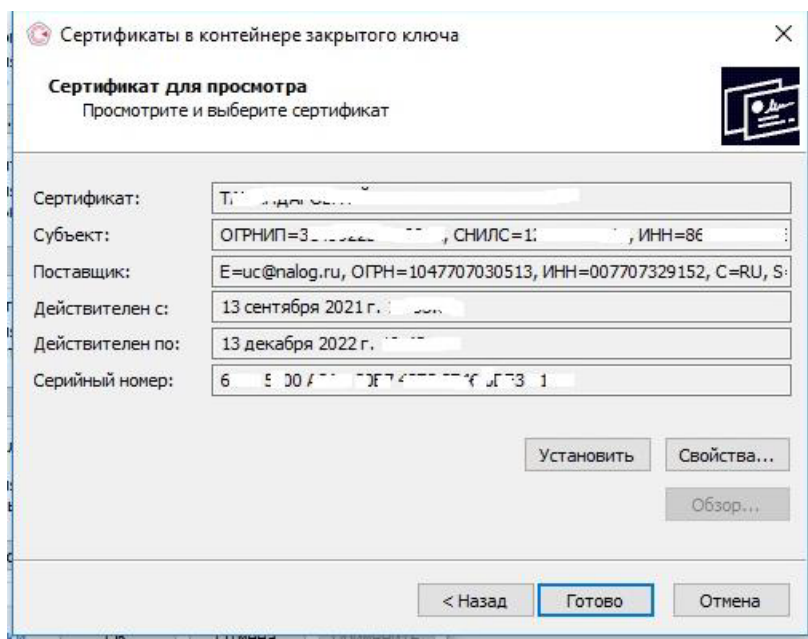 Сертификаты в контейнере закрытого ключа
Сертификат для просмотра
Просмотрите и выберите сертификат
Сертификат:
Субъект: ОГРНИП=3 , СНИЛС=1 , ИНН=86
Поставщик: E=uc@nalog.ru, ОГРН=1047707030513, ИНН=007707329152, C=RU, S=
Действителен с: 13 сентября 2021 г.
Действителен по: 13 декабря 2022 г.
Серийный номер: 6
Установить Свойства...
Обзор...
< Назад Готово Отмена